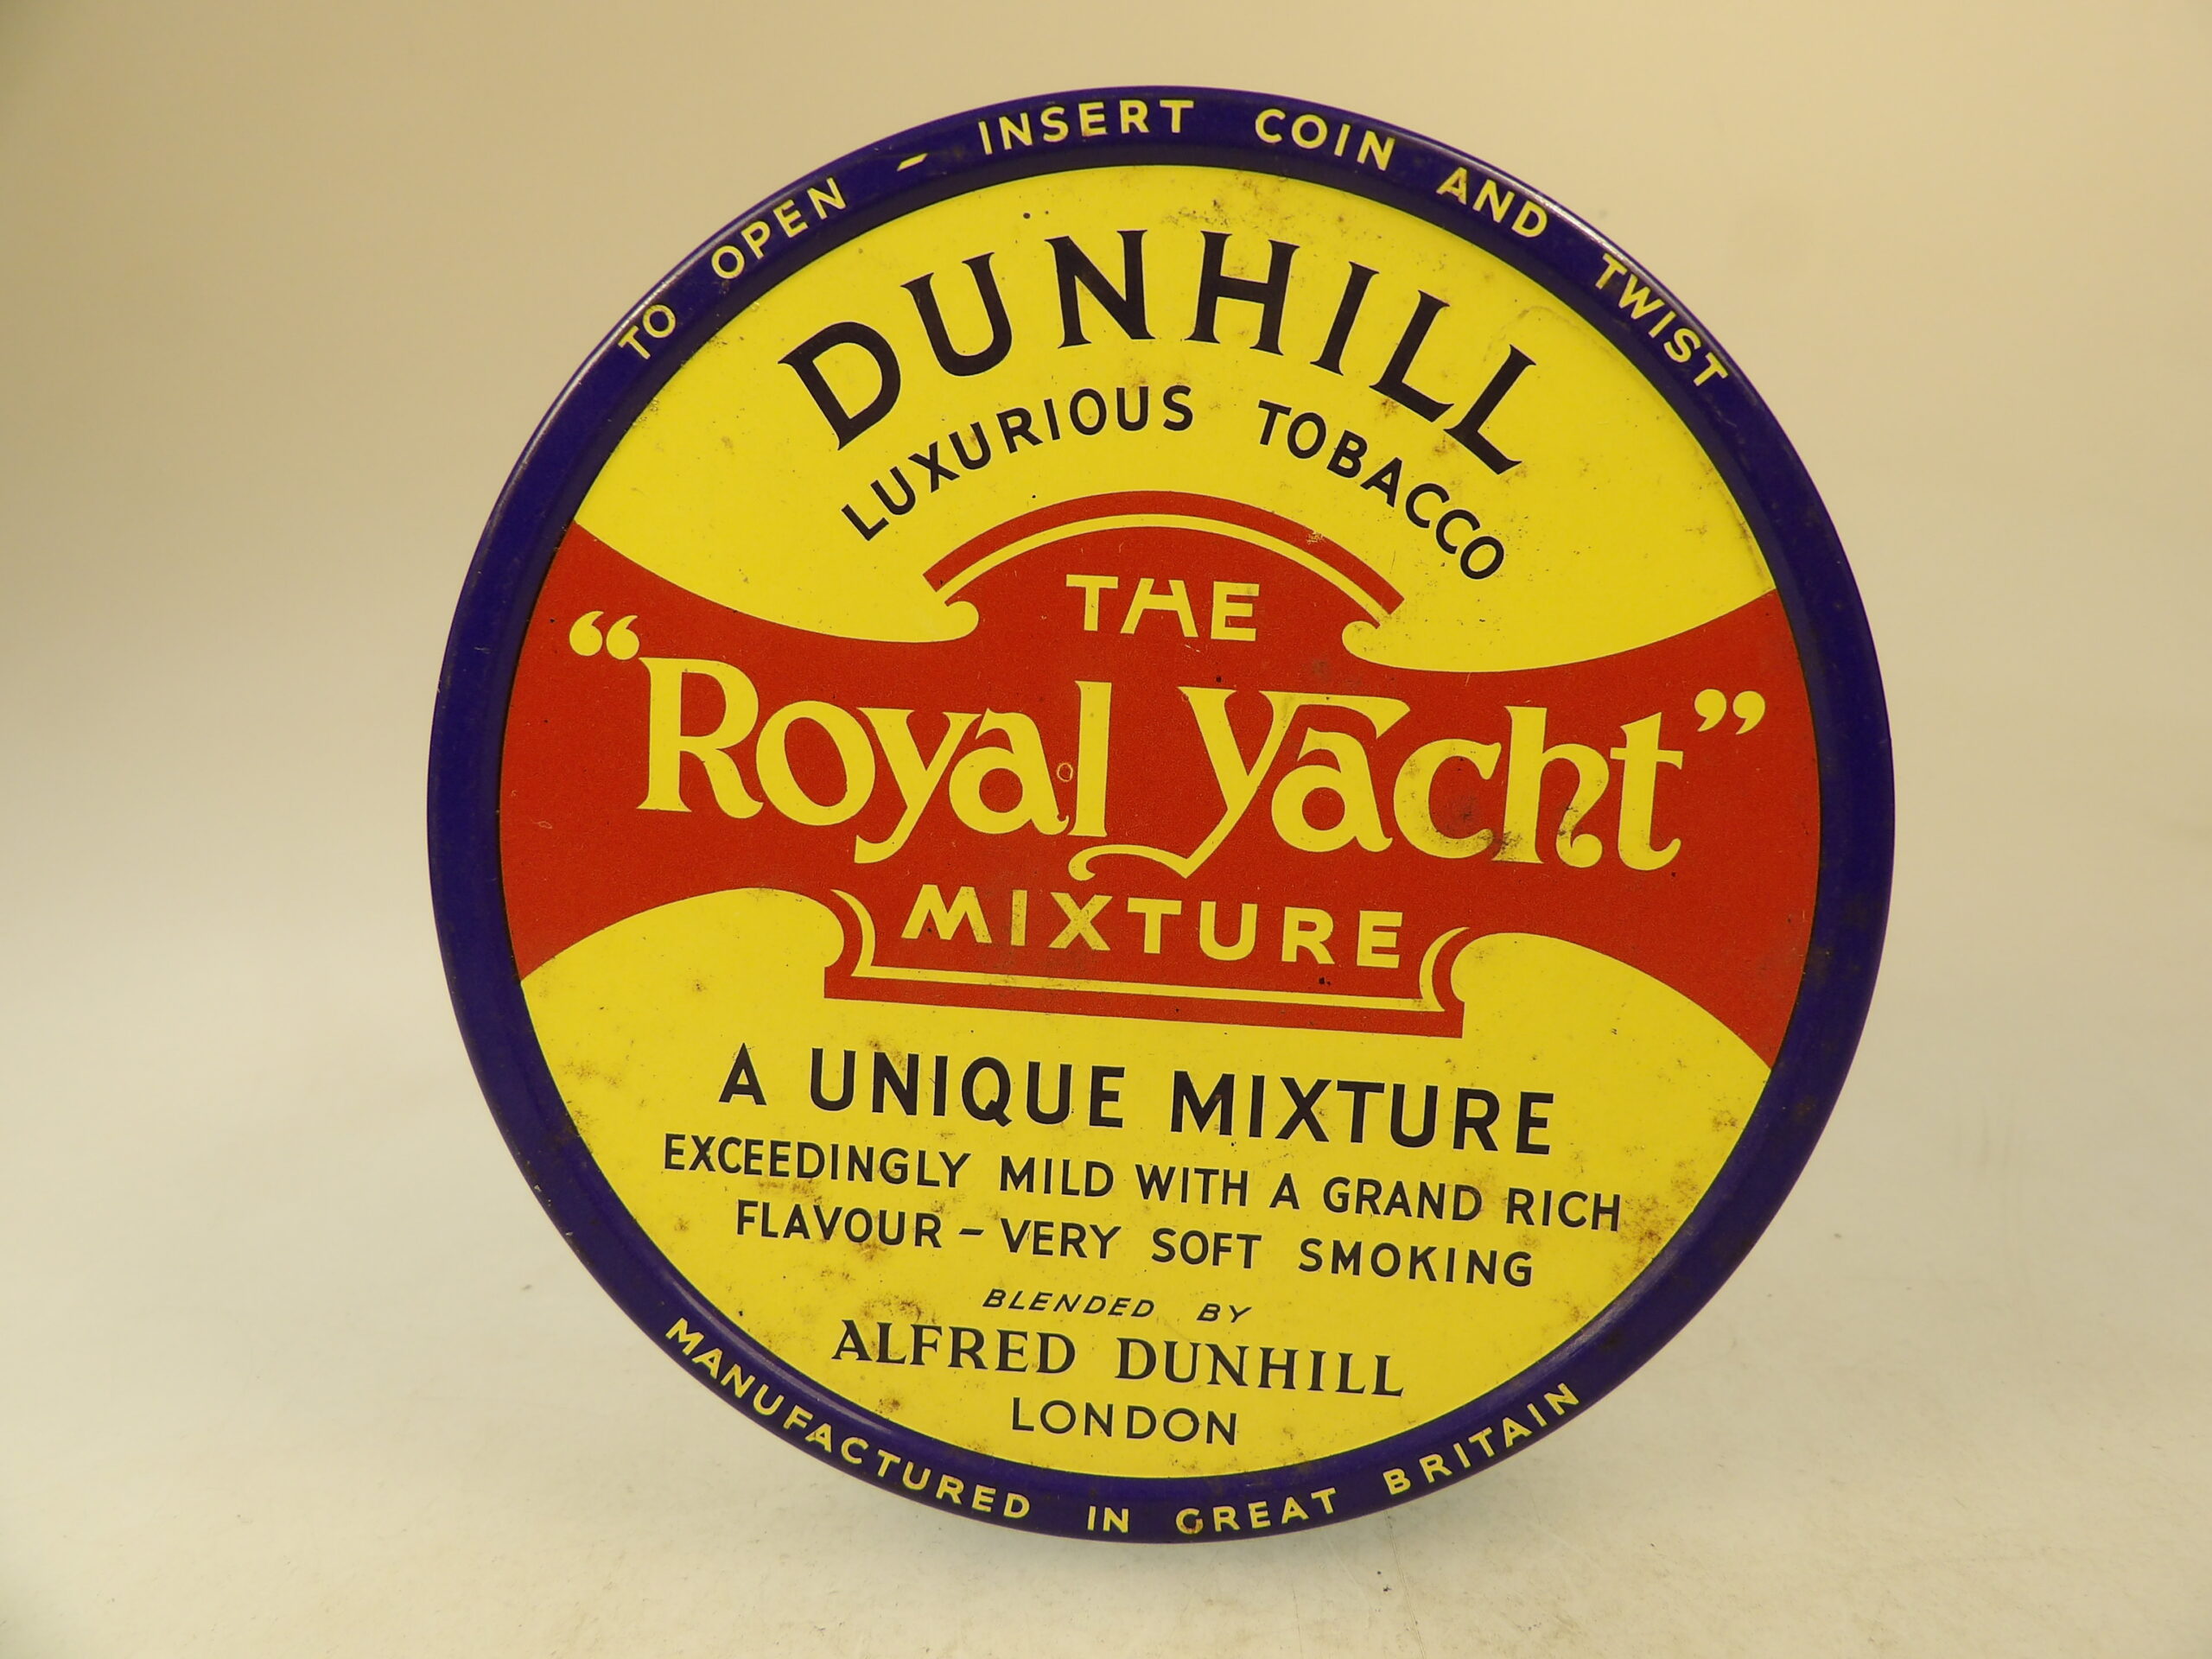 TO OPEN – INSERT COIN AND TWIST
DUNHILL
LUXURIOUS TOBACCO
THE
“Royal Yacht”
MIXTURE
A UNIQUE MIXTURE
EXCEEDINGLY MILD WITH A GRAND RICH
FLAVOUR – VERY SOFT SMOKING
BLENDED BY
ALFRED DUNHILL
LONDON
MANUFACTURED IN GREAT BRITAIN